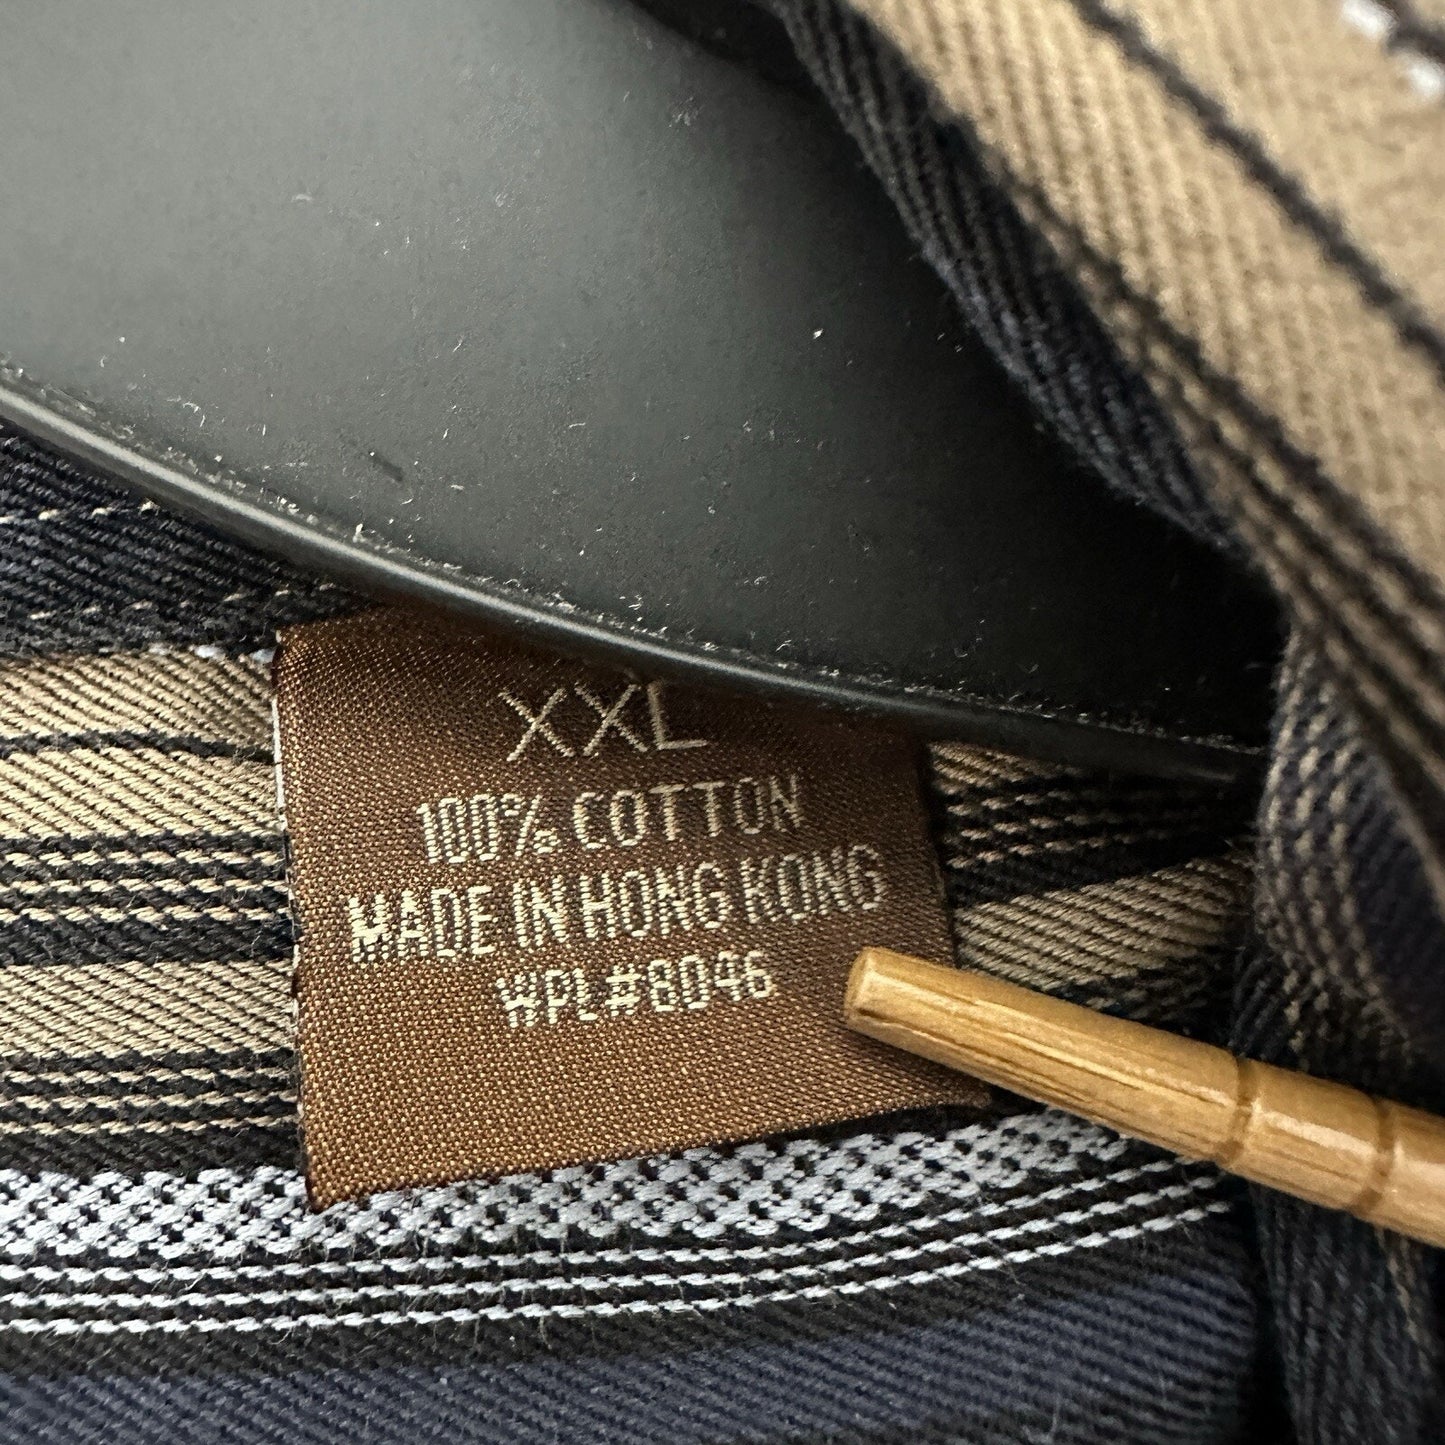 XXL
100% COTTON
MADE IN HONG KONG
WPL#8046